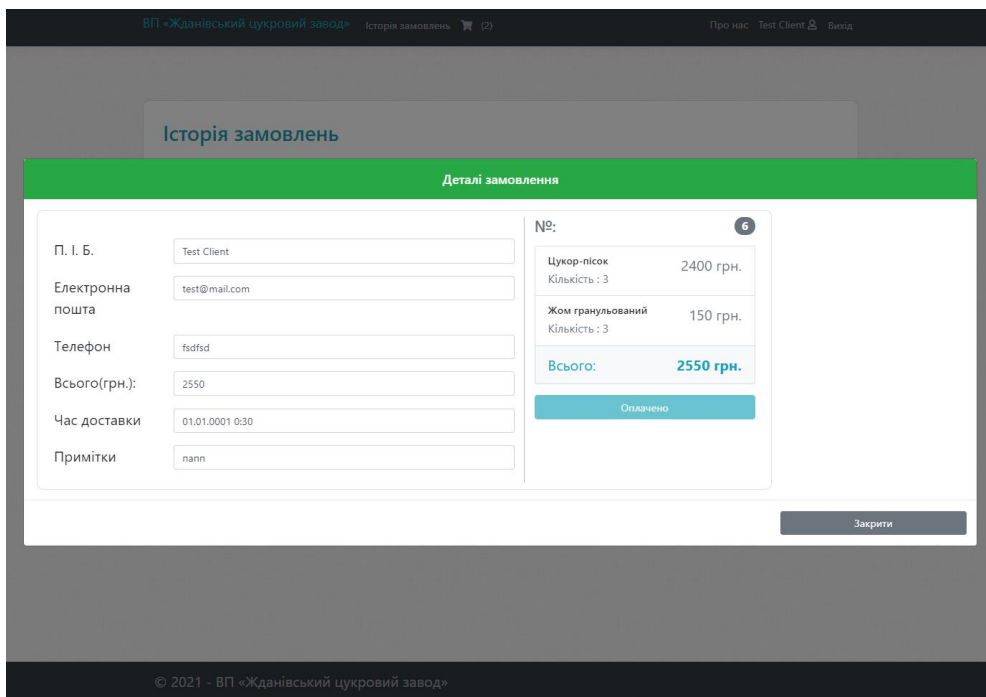 ВП «Жданівський цукровий завод» Історія замовлень (2) Про нас Test Client Вихід
Історія замовлень
Деталі замовлення
П. І. Б. Test Client
Електронна пошта test@mail.com
Телефон fsdfsd
Всього(грн.): 2550
Час доставки 01.01.0001 0:30
Примітки папп
№: 6
Цукор-пісок 2400 грн.
Кількість : 3
Жом гранульований 150 грн.
Кількість : 3
Всього: 2550 грн.
Оплачено
Закрити
© 2021 - ВП «Жданівський цукровий завод»